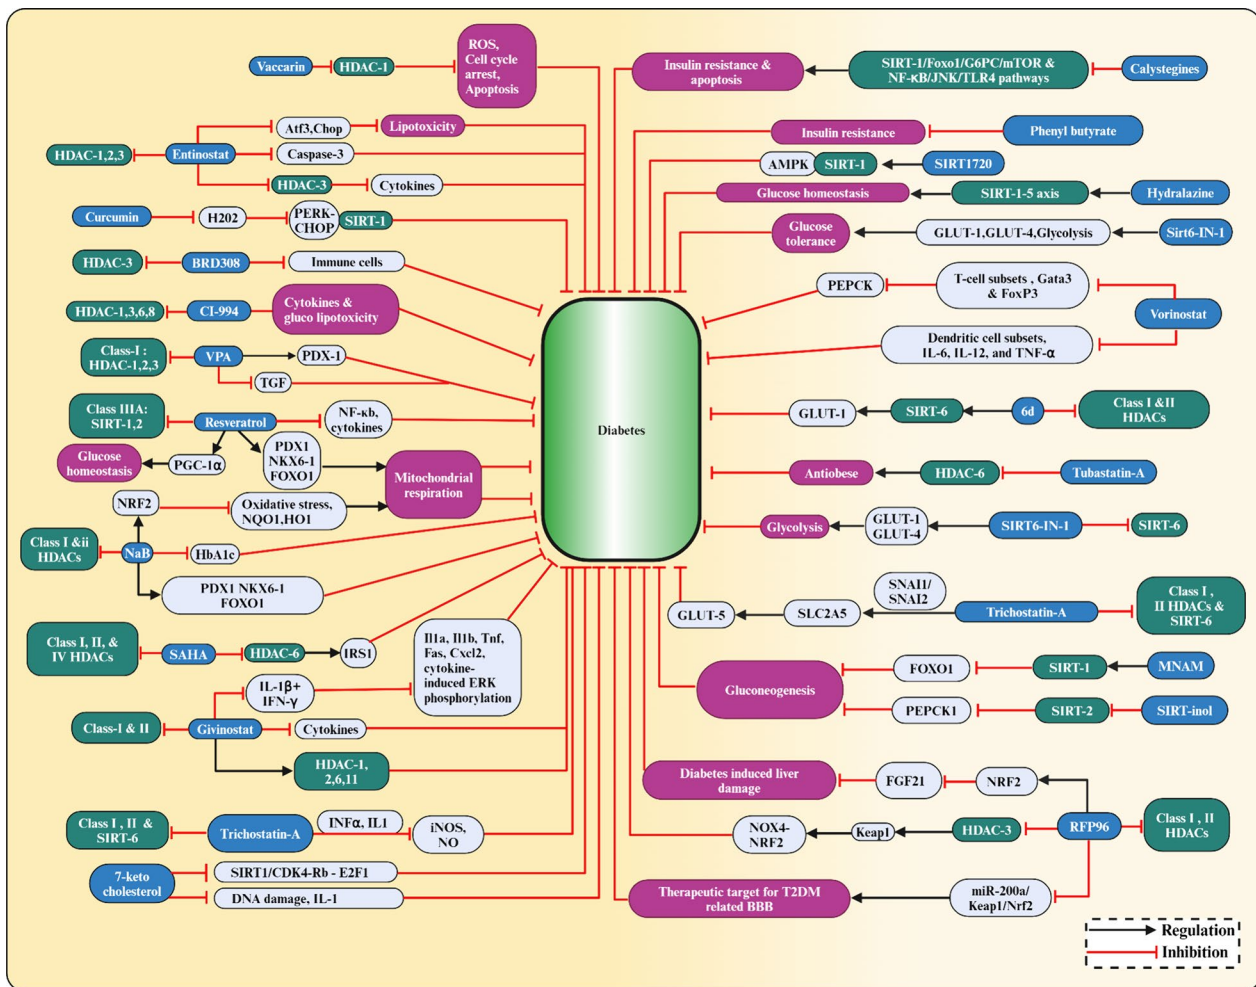 Vaccarin
HDAC-1
ROS,
Cell cycle
arrest,
Apoptosis
HDAC-1,2,3
Entinostat
Atf3,Chop
Lipotoxicity
Caspase-3
HDAC-3
Cytokines
Curcumin
H202
PERK-
CHOP
SIRT-1
HDAC-3
BRD308
Immune cells
HDAC-1,3,6,8
CI-994
Cytokines &
gluco lipotoxicity
Class-I :
HDAC-1,2,3
VPA
PDX-1
TGF
Class IIIA:
SIRT-1,2
Resveratrol
NF-κb,
cytokines
Glucose
homeostasis
PGC-1α
PDX1
NKX6-1
FOXO1
Mitochondrial
respiration
NRF2
Oxidative stress,
NQO1,HO1
Class I &ii
HDACs
NaB
HbA1c
PDX1 NKX6-1
FOXO1
Class I, II, &
IV HDACs
SAHA
HDAC-6
IRS1
Il1a, Il1b, Tnf,
Fas, Cxcl2,
cytokine-
induced ERK
phosphorylation
IL-1β+
IFN-γ
Class-I & II
Givinostat
Cytokines
HDAC-1,
2,6,11
Class I , II &
SIRT-6
Trichostatin-A
INFα, IL1
iNOS,
NO
7-keto
cholesterol
SIRT1/CDK4-Rb - E2F1
DNA damage, IL-1
Diabetes
Insulin resistance &
apoptosis
SIRT-1/Foxo1/G6PC/mTOR &
NF-κB/JNK/TLR4 pathways
Calystegines
Insulin resistance
Phenyl butyrate
AMPK
SIRT-1
SIRT1720
Glucose homeostasis
SIRT-1-5 axis
Hydralazine
Glucose
tolerance
GLUT-1,GLUT-4,Glycolysis
Sirt6-IN-1
PEPCK
T-cell subsets , Gata3
& FoxP3
Vorinostat
Dendritic cell subsets,
IL-6, IL-12, and TNF-α
GLUT-1
SIRT-6
6d
Class I &II
HDACs
Antiobese
HDAC-6
Tubastatin-A
Glycolysis
GLUT-1
GLUT-4
SIRT6-IN-1
SIRT-6
GLUT-5
SLC2A5
SNAI1/
SNAI2
Trichostatin-A
Class I ,
II HDACs &
SIRT-6
Gluconeogenesis
FOXO1
SIRT-1
MNAM
PEPCK1
SIRT-2
SIRT-inol
Diabetes induced liver
damage
FGF21
NRF2
NOX4-
NRF2
Keap1
HDAC-3
RFP96
Class I , II
HDACs
Therapeutic target for T2DM
related BBB
miR-200a/
Keap1/Nrf2
Regulation
Inhibition